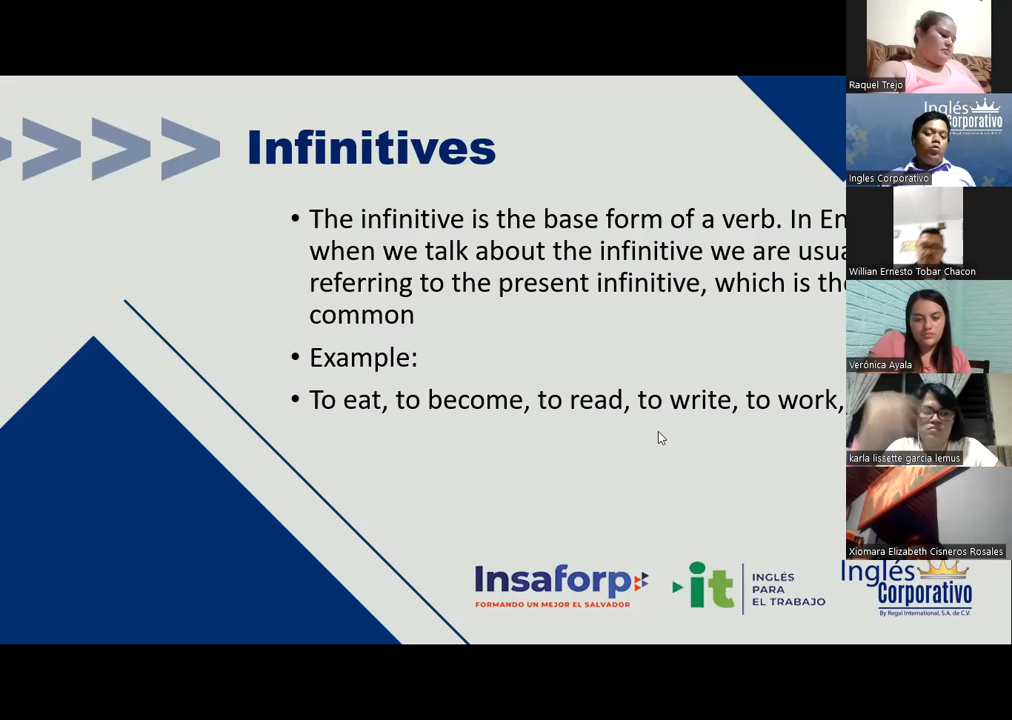 Infinitives
• The infinitive is the base form of a verb. In En
when we talk about the infinitive we are usua
referring to the present infinitive, which is the
common
• Example:
• To eat, to become, to read, to write, to work,
Insaforp
FORMANDO UN MEJOR EL SALVADOR
it
INGLÉS
PARA
EL TRABAJO
Inglés
Corporativo
By Regal International, S.A. de C.V.
Raquel Trejo
Inglés
Corporativo
Ingles Corporativo
Willian Ernesto Tobar Chacon
Verónica Ayala
karla lissette garcia lemus
Xiomara Elizabeth Cisneros Rosales